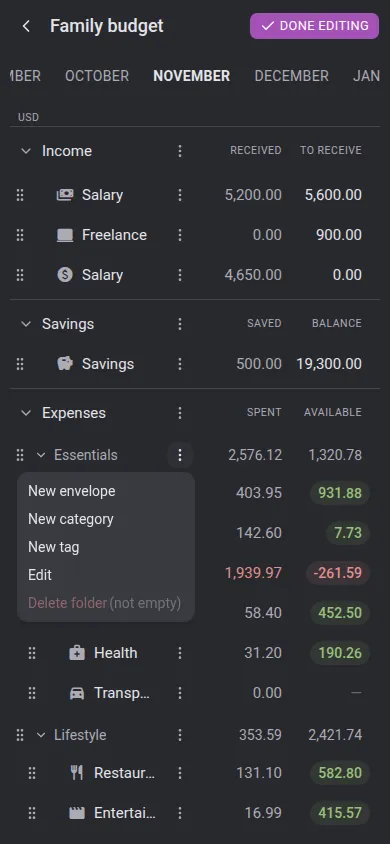 Family budget DONE EDITING
OCTOBER NOVEMBER DECEMBER JAN
USD
Income RECEIVED TO RECEIVE
Salary 5,200.00 5,600.00
Freelance 0.00 900.00
Salary 4,650.00 0.00
Savings SAVED BALANCE
Savings 500.00 19,300.00
Expenses SPENT AVAILABLE
Essentials 2,576.12 1,320.78
New envelope 403.95 931.88
New category
New tag 142.60 7.73
Edit 1,939.97 -261.59
Delete folder (not empty) 58.40 452.50
Health 31.20 190.26
Transp... 0.00 —
Lifestyle 353.59 2,421.74
Restaur... 131.10 582.80
Entertai... 16.99 415.57